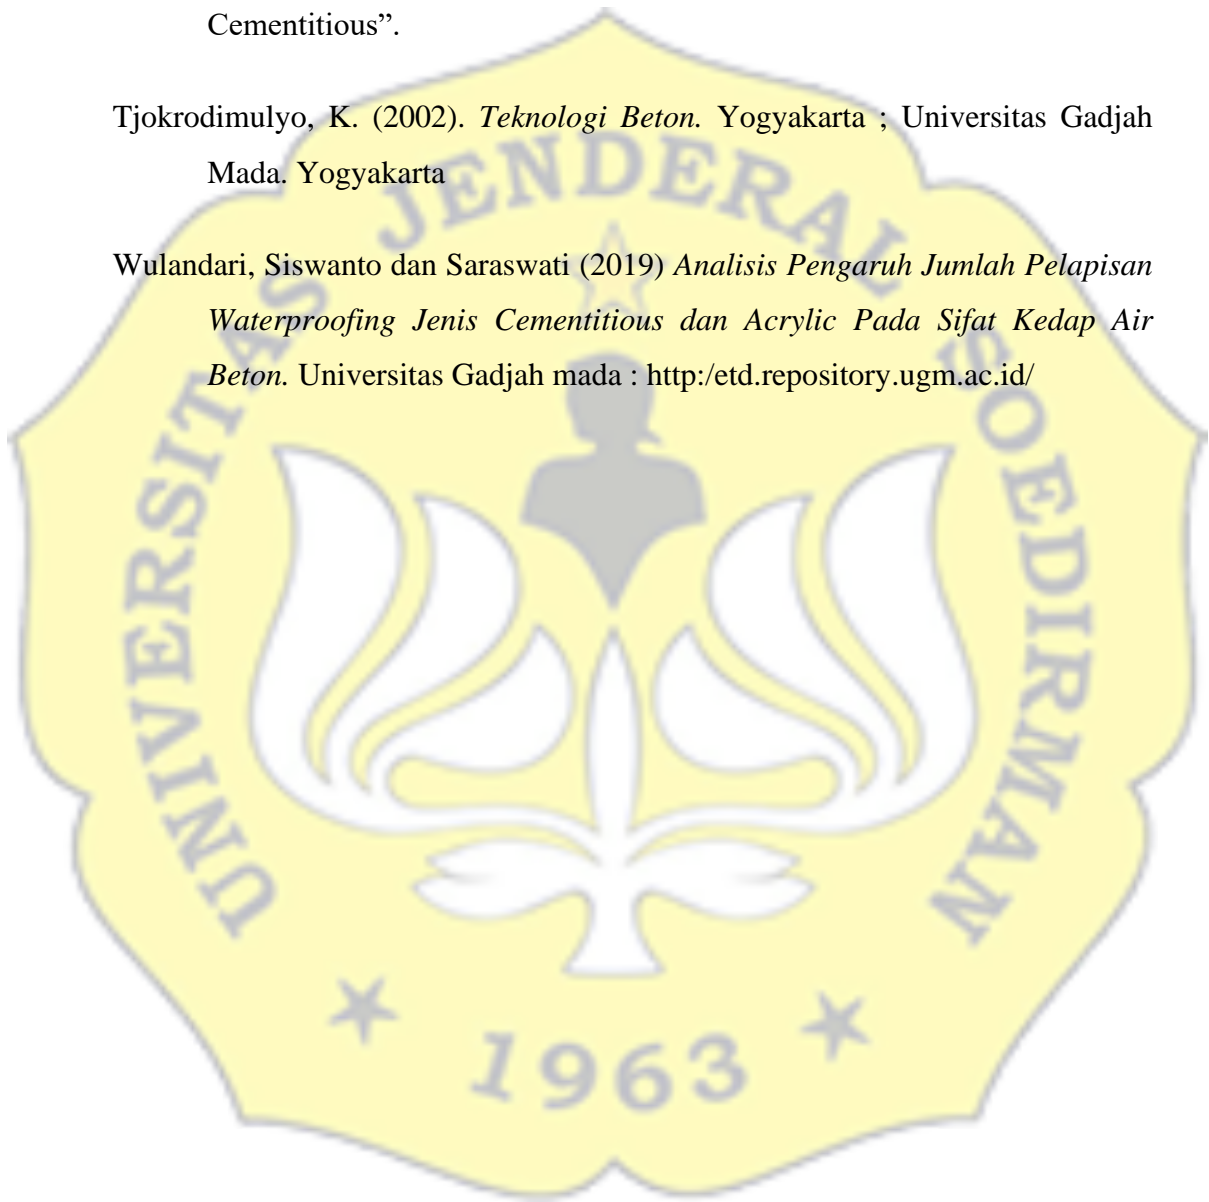 Cementitious”.
Tjokrodimulyo, K. (2002). Teknologi Beton. Yogyakarta ; Universitas Gadjah
Mada. Yogyakarta
Wulandari, Siswanto dan Saraswati (2019) Analisis Pengaruh Jumlah Pelapisan
Waterproofing Jenis Cementitious dan Acrylic Pada Sifat Kedap Air
Beton. Universitas Gadjah mada : http:/etd.repository.ugm.ac.id/
UNIVERSITAS JENDERAL SOEDIRMAN
1963